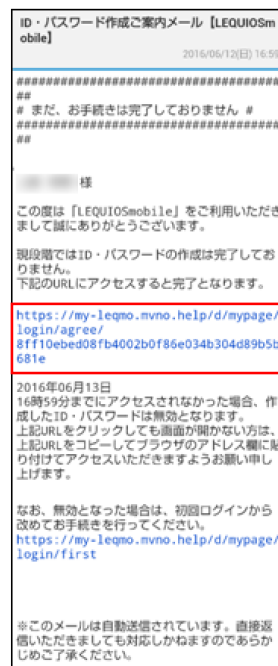 ID・パスワード作成ご案内メール【LEQUIOSm
obile】
2016/06/12(日) 16:59
####################################
##
# まだ、お手続きは完了しておりません #
####################################
##
様
この度は「LEQUIOSmobile」をご利用いただき
まして誠にありがとうございます。
現段階ではID・パスワードの作成は完了してお
りません。
下記のURLにアクセスすると完了となります。
https://my-leqmo.mvno.help/d/mypage/
login/agree/
8ff10ebed08fb4002b0f86e034b304d89b5b
681e
2016年06月13日
16時59分までにアクセスされなかった場合、作
成したID・パスワードは無効となります。
上記URLをクリックしても画面が開かない方は、
上記URLをコピーしてブラウザのアドレス欄に貼
り付けてアクセスいただきますようお願い申し
上げます。
なお、無効となった場合は、初回ログインから
改めてお手続きを行ってください。
https://my-leqmo.mvno.help/d/mypage/
login/first
※このメールは自動送信されています。直接返
信いただきましても対応しかねますのであらか
じめご了承ください。